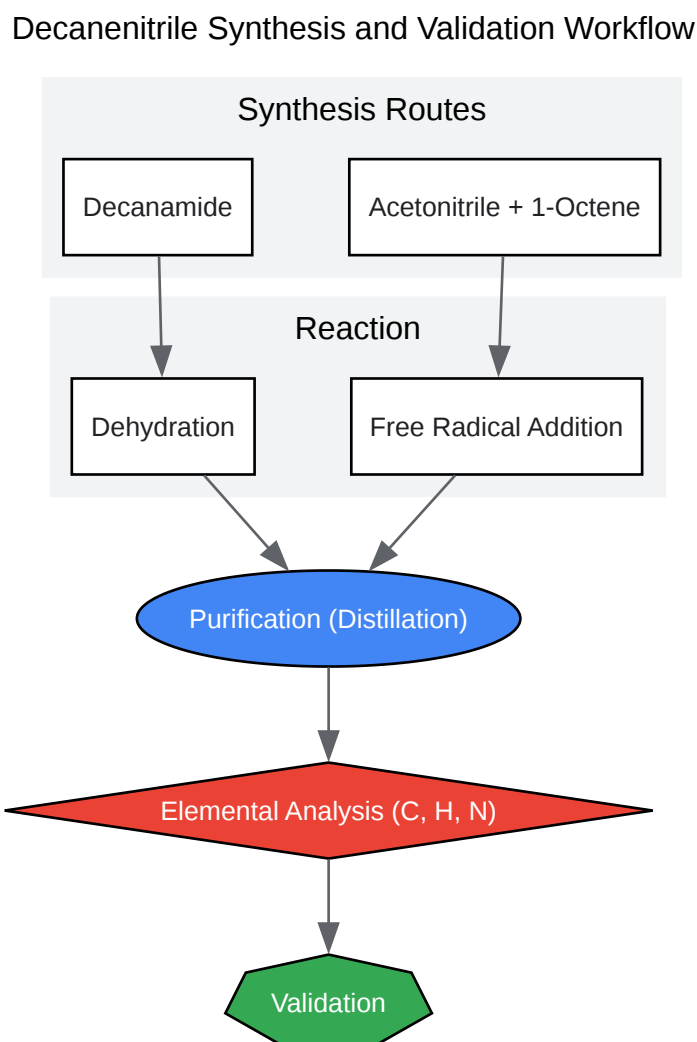 Decanenitrile Synthesis and Validation Workflow
Synthesis Routes
Decanamide
Acetonitrile + 1-Octene
Reaction
Dehydration
Free Radical Addition
Purification (Distillation)
Elemental Analysis (C, H, N)
Validation